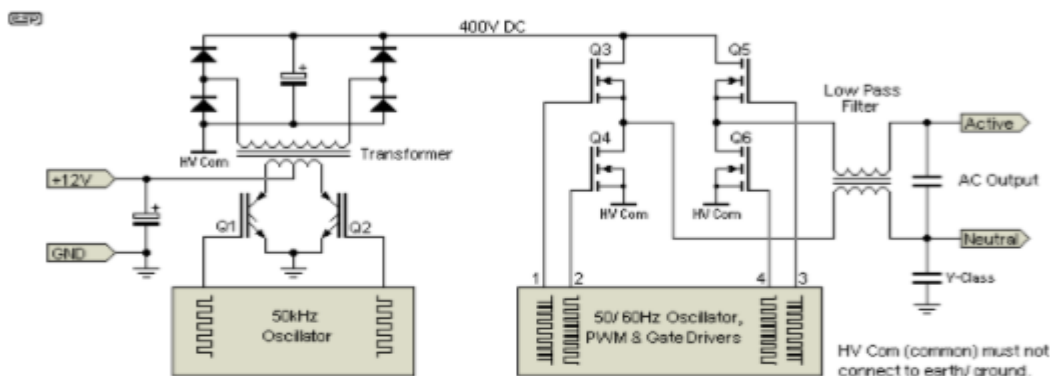 ESP
400V DC
Q3
Q5
Low Pass
Filter
Active
Transformer
HV Com
Q4
Q6
+12V
AC Output
HV Com
HV Com
Q1
Q2
GND
Neutral
1
2
4
3
Y-Class
50kHz
Oscillator
50/60Hz Oscillator,
PWM & Gate Drivers
HV Com (common) must not
connect to earth/ground.